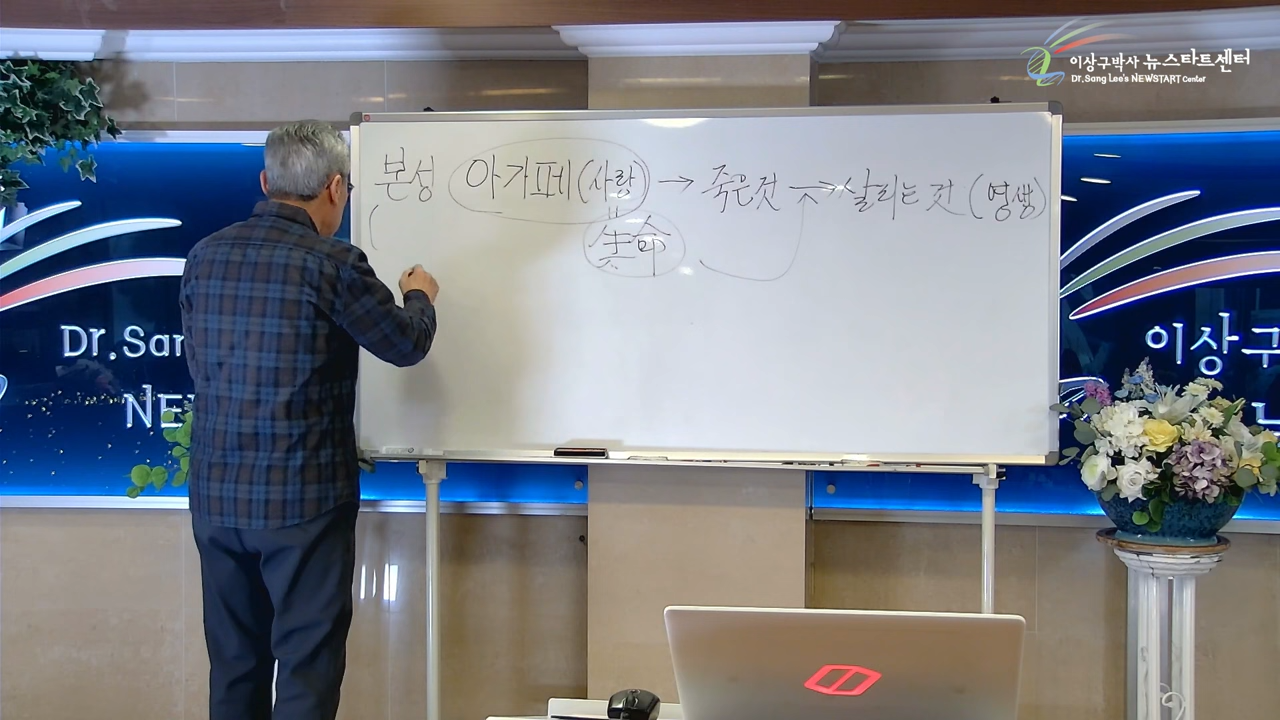 이상구박사 뉴스타트센터
Dr. Sang Lee's NEWSTART Center
본성 아가페(사랑) → 죽은것 → 살리는 것 (영생)
(
生命
Dr.San
NE
이상구